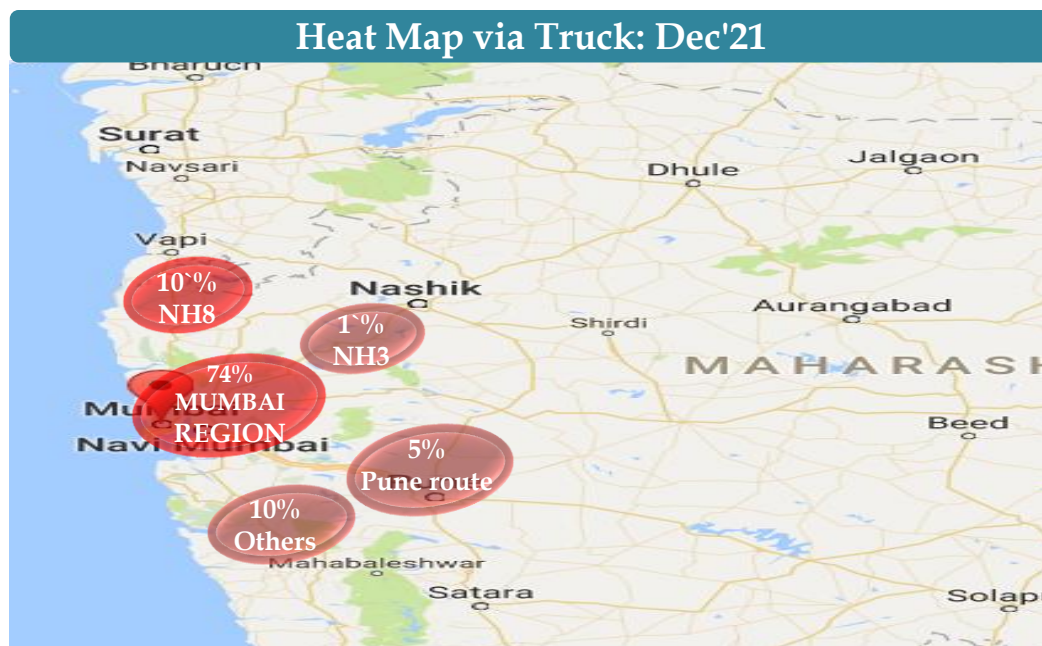 Heat Map via Truck: Dec'21
Bharuch
Surat
Navsari
Dhule
Jalgaon
Vapi
10`%
NH8
Nashik
1`%
NH3
Shirdi
Aurangabad
MAHARASH
74%
MUMBAI
REGION
Mumbai
Navi Mumbai
Beed
5%
Pune route
10%
Others
Mahabaleshwar
Satara
Solapu